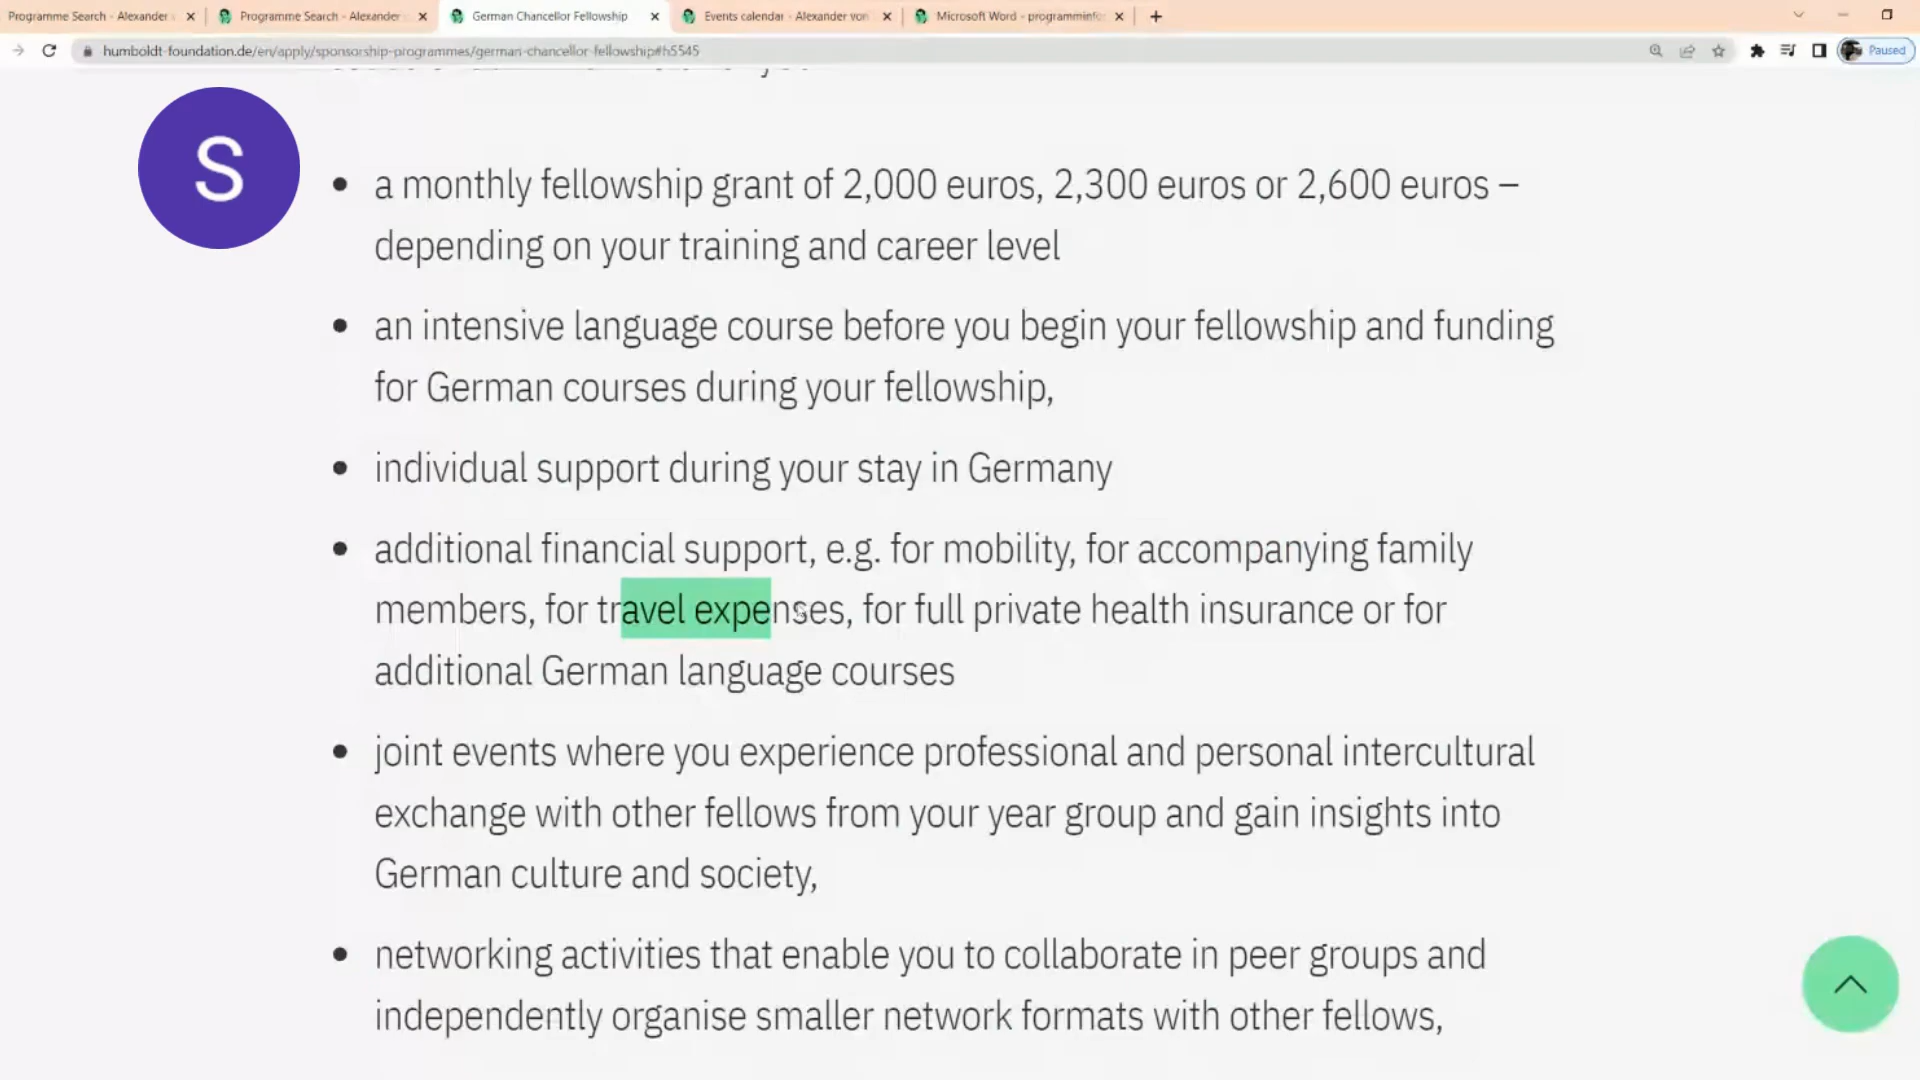 Programme Search - Alexander
Programme Search - Alexander
German Chancellor Fellowship
Events calendar - Alexander von
Microsoft Word - programminfo
humboldt-foundation.de/en/apply/sponsorship-programmes/german-chancellor-fellowship#h5545
Paused
S
a monthly fellowship grant of 2,000 euros, 2,300 euros or 2,600 euros –
depending on your training and career level
an intensive language course before you begin your fellowship and funding
for German courses during your fellowship,
individual support during your stay in Germany
additional financial support, e.g. for mobility, for accompanying family
members, for travel expenses, for full private health insurance or for
additional German language courses
joint events where you experience professional and personal intercultural
exchange with other fellows from your year group and gain insights into
German culture and society,
networking activities that enable you to collaborate in peer groups and
independently organise smaller network formats with other fellows,